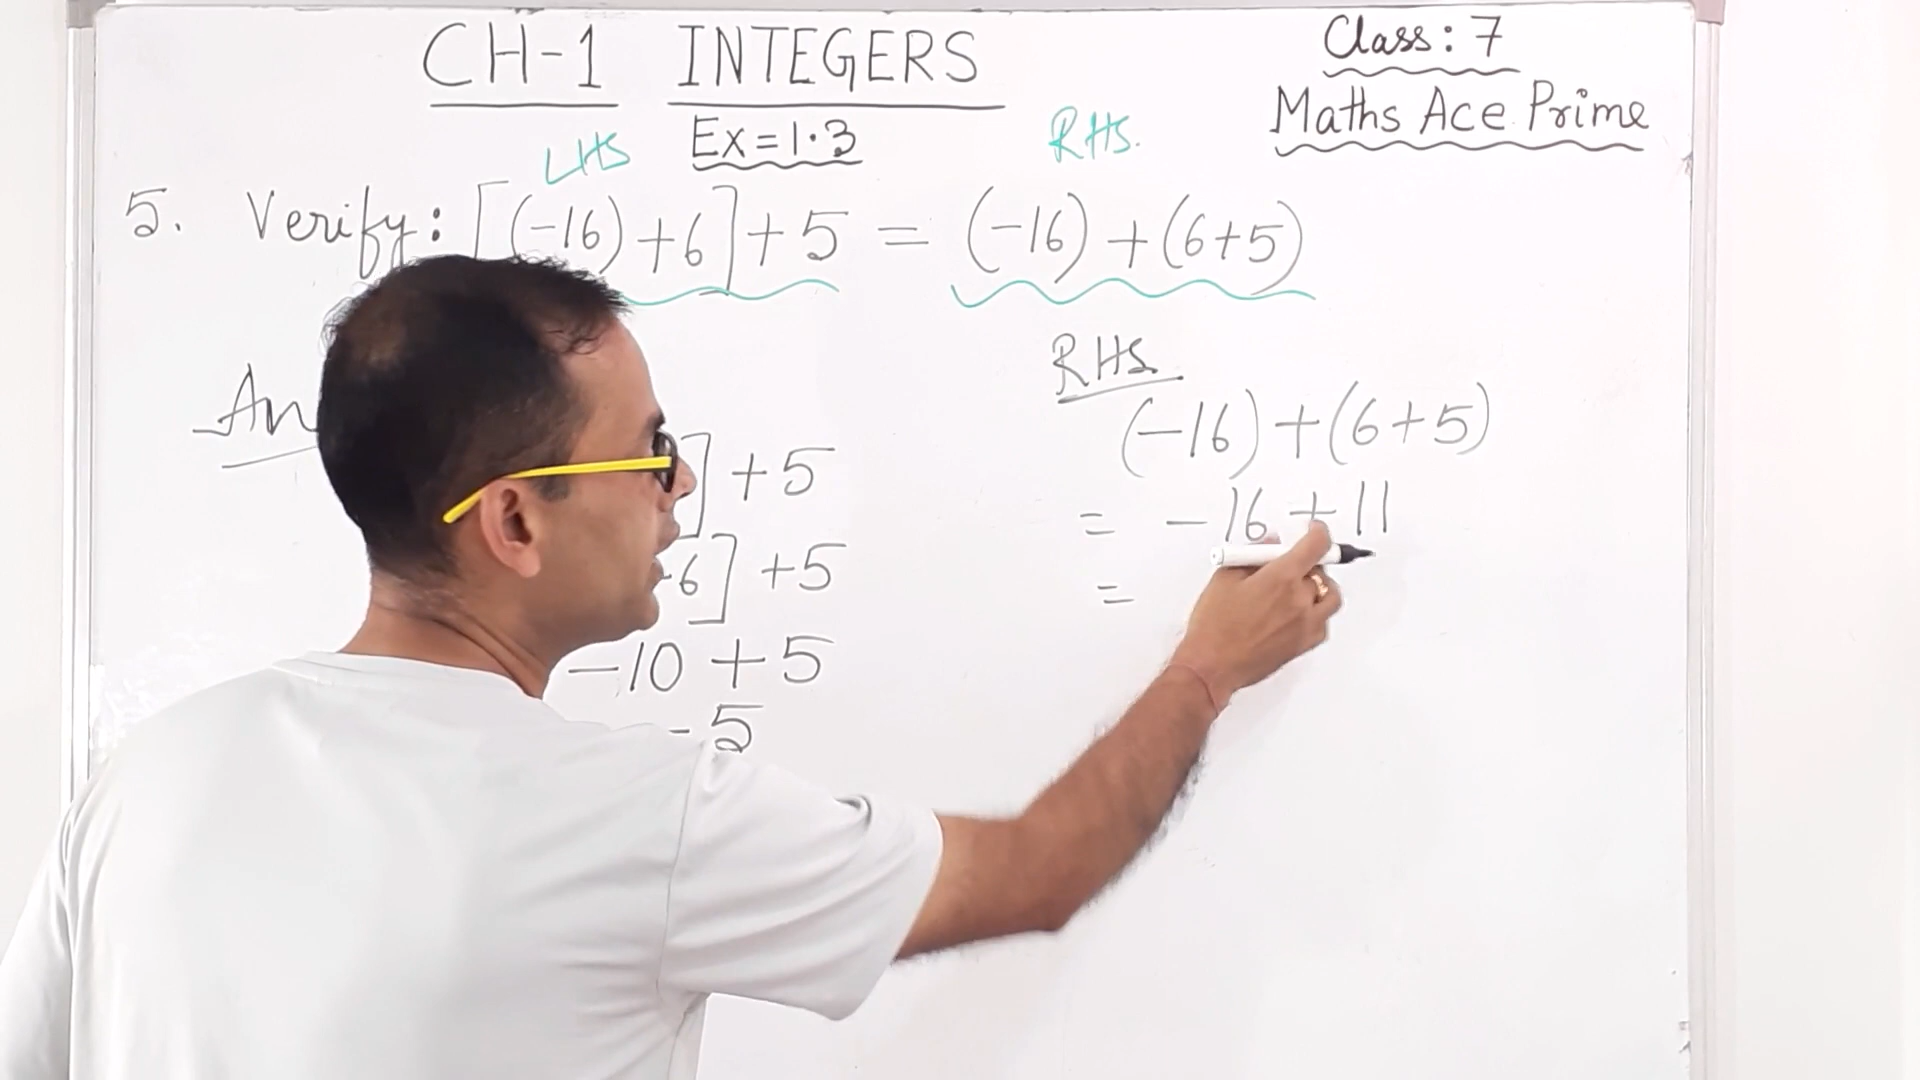 CH-1 INTEGERS
Class: 7
Maths Ace Prime
Ex=1.3
LHS
RHS.
5. Verify: [(-16)+6]+5 = (-16)+(6+5)
An
] +5
6] +5
-10 +5
-5
RHS.
(-16)+(6+5)
= -16+11
=